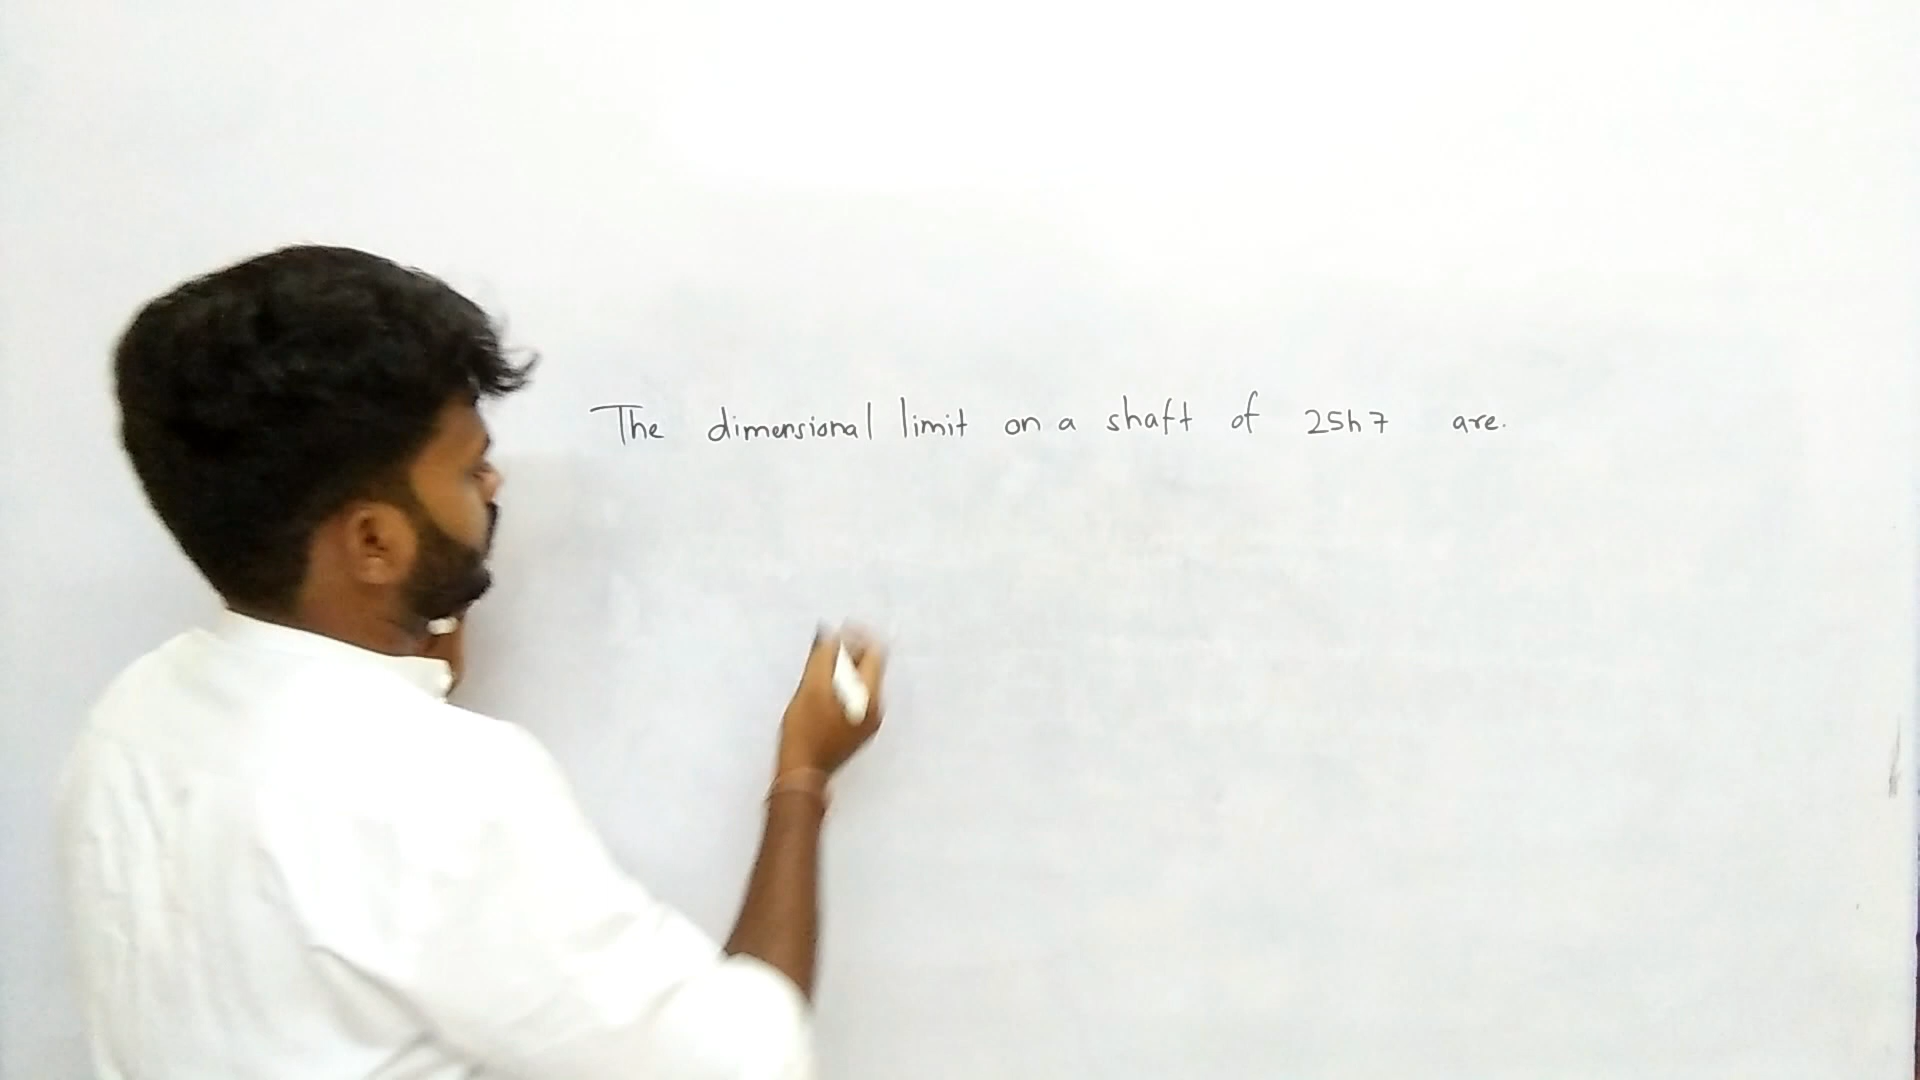 The dimensional limit on a shaft of 25h7 are.